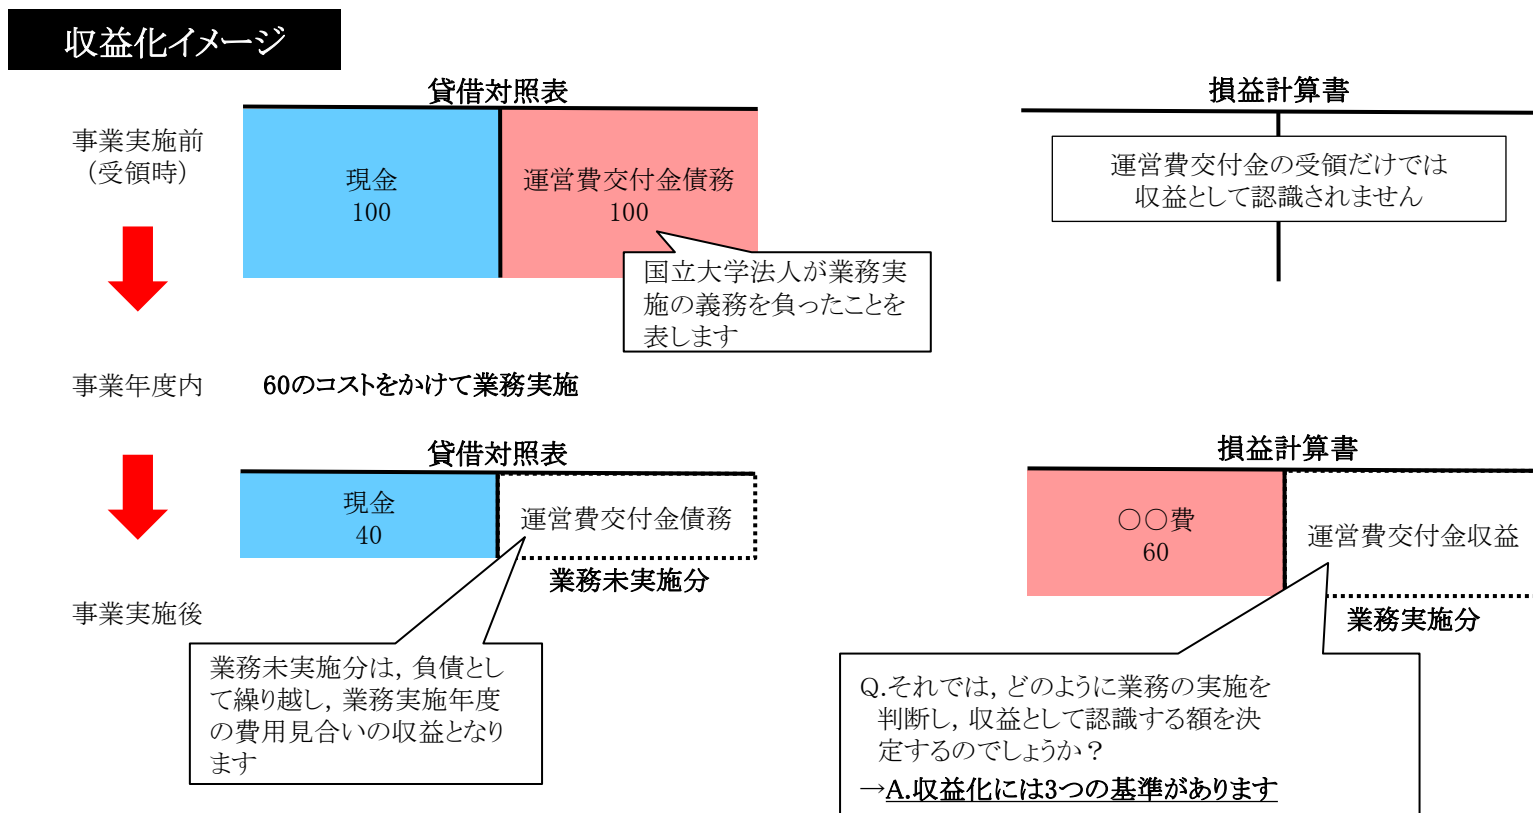 収益化イメージ
貸借対照表
損益計算書
事業実施前
(受領時)
現金
100
運営費交付金債務
100
運営費交付金の受領だけでは
収益として認識されません
国立大学法人が業務実
施の義務を負ったことを
表します
事業年度内
60のコストをかけて業務実施
貸借対照表
損益計算書
現金
40
運営費交付金債務
業務未実施分
〇〇費
60
運営費交付金収益
業務実施分
事業実施後
業務未実施分は,負債とし
て繰り越し,業務実施年度
の費用見合いの収益となり
ます
Q.それでは,どのように業務の実施を
判断し,収益として認識する額を決
定するのでしょうか?
→A.収益化には3つの基準があります